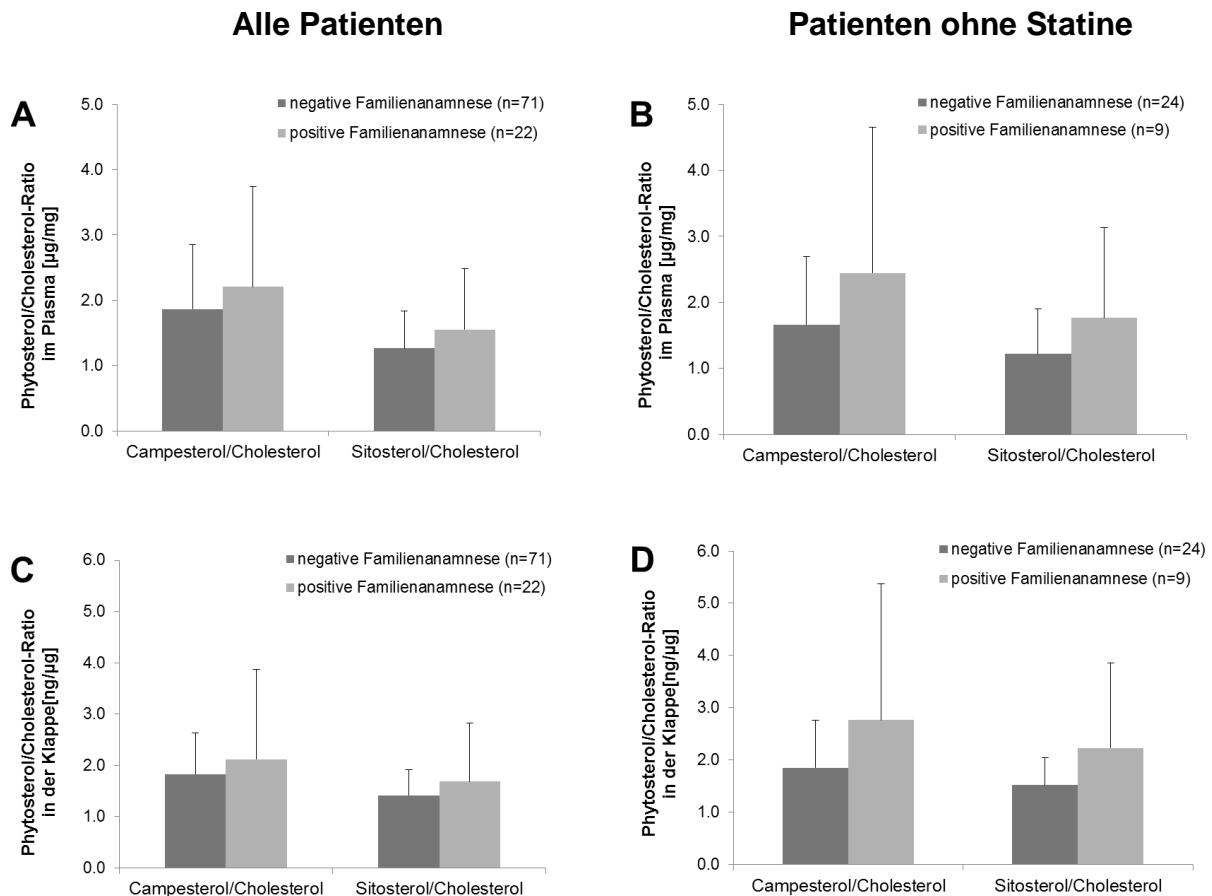 Alle Patienten
Patienten ohne Statine
A
negative Familienanamnese (n=71)
positive Familienanamnese (n=22)
Phytosterol/Cholesterol-Ratio
im Plasma [µg/mg]
5.0
4.0
3.0
2.0
1.0
0.0
Campesterol/Cholesterol
Sitosterol/Cholesterol
B
negative Familienanamnese (n=24)
positive Familienanamnese (n=9)
Phytosterol/Cholesterol-Ratio
im Plasma [µg/mg]
5.0
4.0
3.0
2.0
1.0
0.0
Campesterol/Cholesterol
Sitosterol/Cholesterol
C
negative Familienanamnese (n=71)
positive Familienanamnese (n=22)
Phytosterol/Cholesterol-Ratio
in der Klappe[ng/µg]
6.0
5.0
4.0
3.0
2.0
1.0
0.0
Campesterol/Cholesterol
Sitosterol/Cholesterol
D
negative Familienanamnese (n=24)
positive Familienanamnese (n=9)
Phytosterol/Cholesterol-Ratio
in der Klappe[ng/µg]
6.0
5.0
4.0
3.0
2.0
1.0
0.0
Campesterol/Cholesterol
Sitosterol/Cholesterol